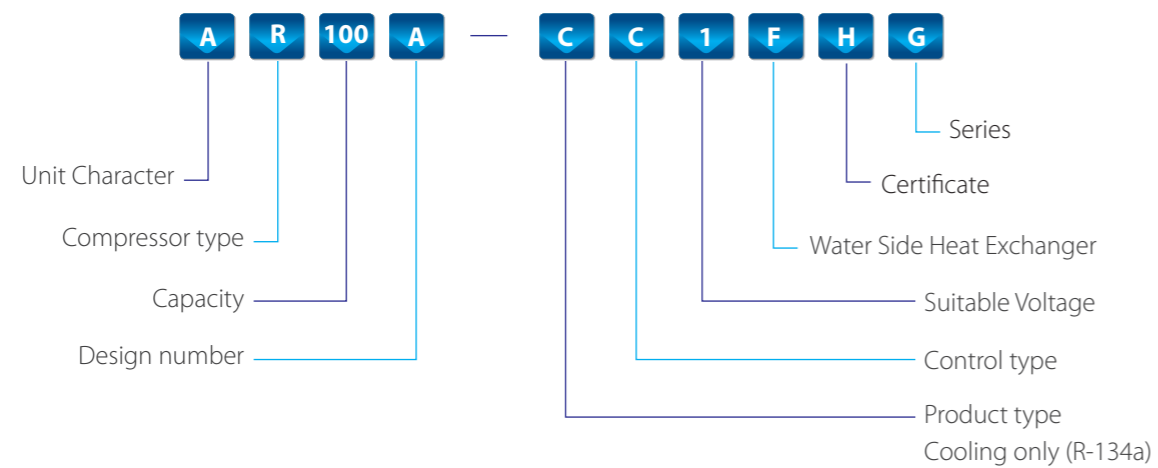 A R 100 A — C C 1 F H G
Series
Unit Character
Certificate
Compressor type
Water Side Heat Exchanger
Capacity
Suitable Voltage
Design number
Control type
Product type
Cooling only (R-134a)